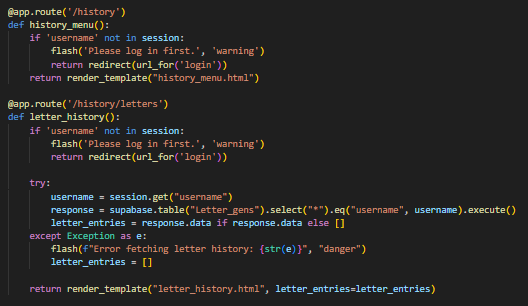 @app.route('/history')
def history_menu():
    if 'username' not in session:
        flash('Please log in first.', 'warning')
        return redirect(url_for('login'))
    return render_template("history_menu.html")

@app.route('/history/letters')
def letter_history():
    if 'username' not in session:
        flash('Please log in first.', 'warning')
        return redirect(url_for('login'))

    try:
        username = session.get("username")
        response = supabase.table("Letter_gens").select("*").eq("username", username).execute()
        letter_entries = response.data if response.data else []
    except Exception as e:
        flash(f"Error fetching letter history: {str(e)}", "danger")
        letter_entries = []

    return render_template("letter_history.html", letter_entries=letter_entries)